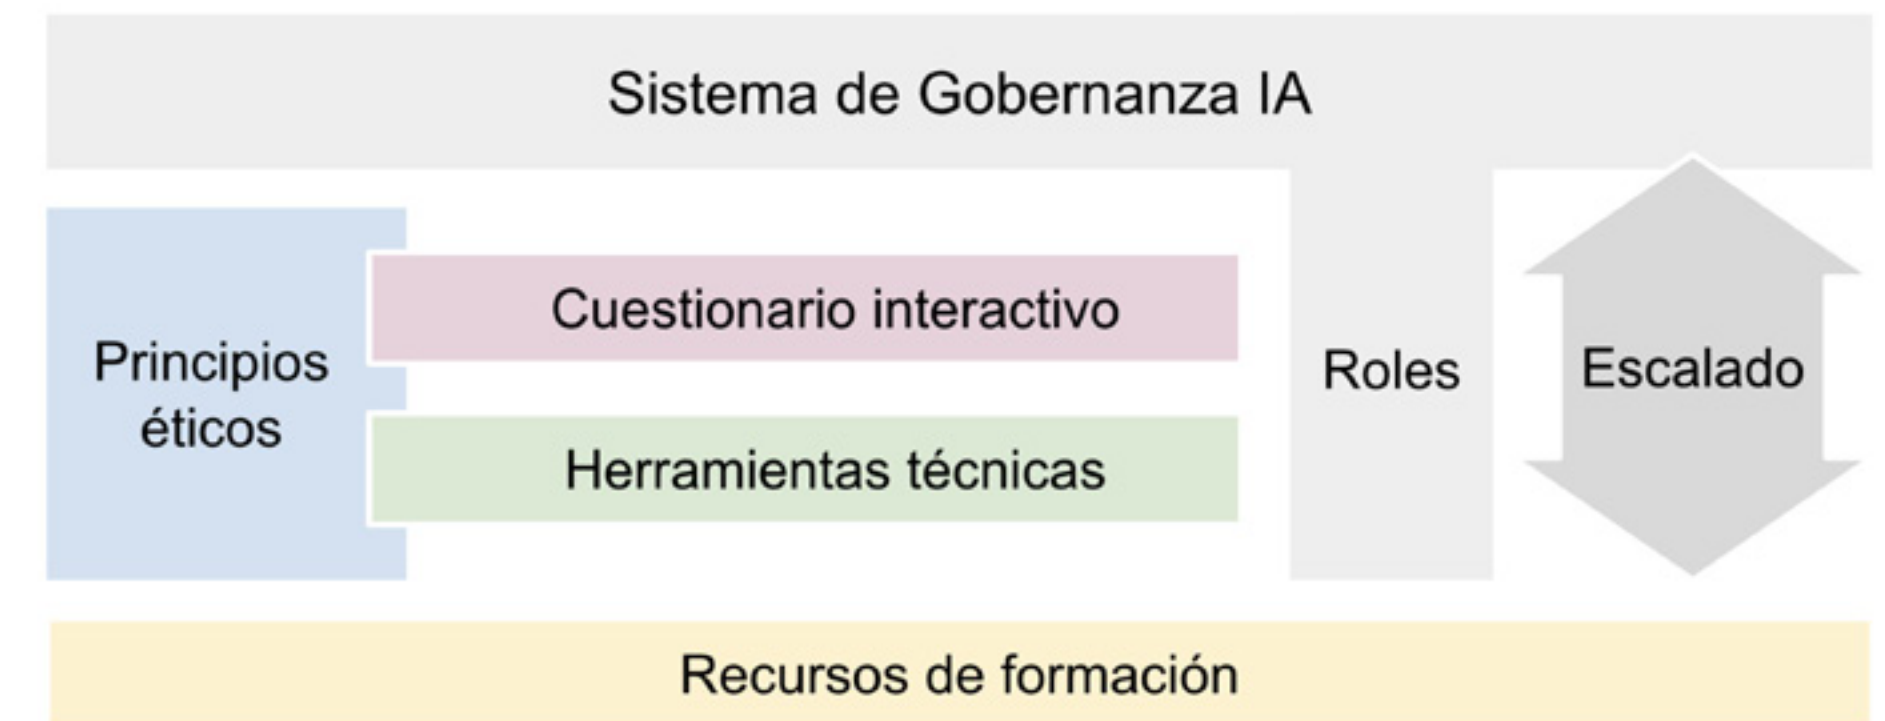 Sistema de Gobernanza IA
Principios
éticos
Cuestionario interactivo
Herramientas técnicas
Roles
Escalado
Recursos de formación